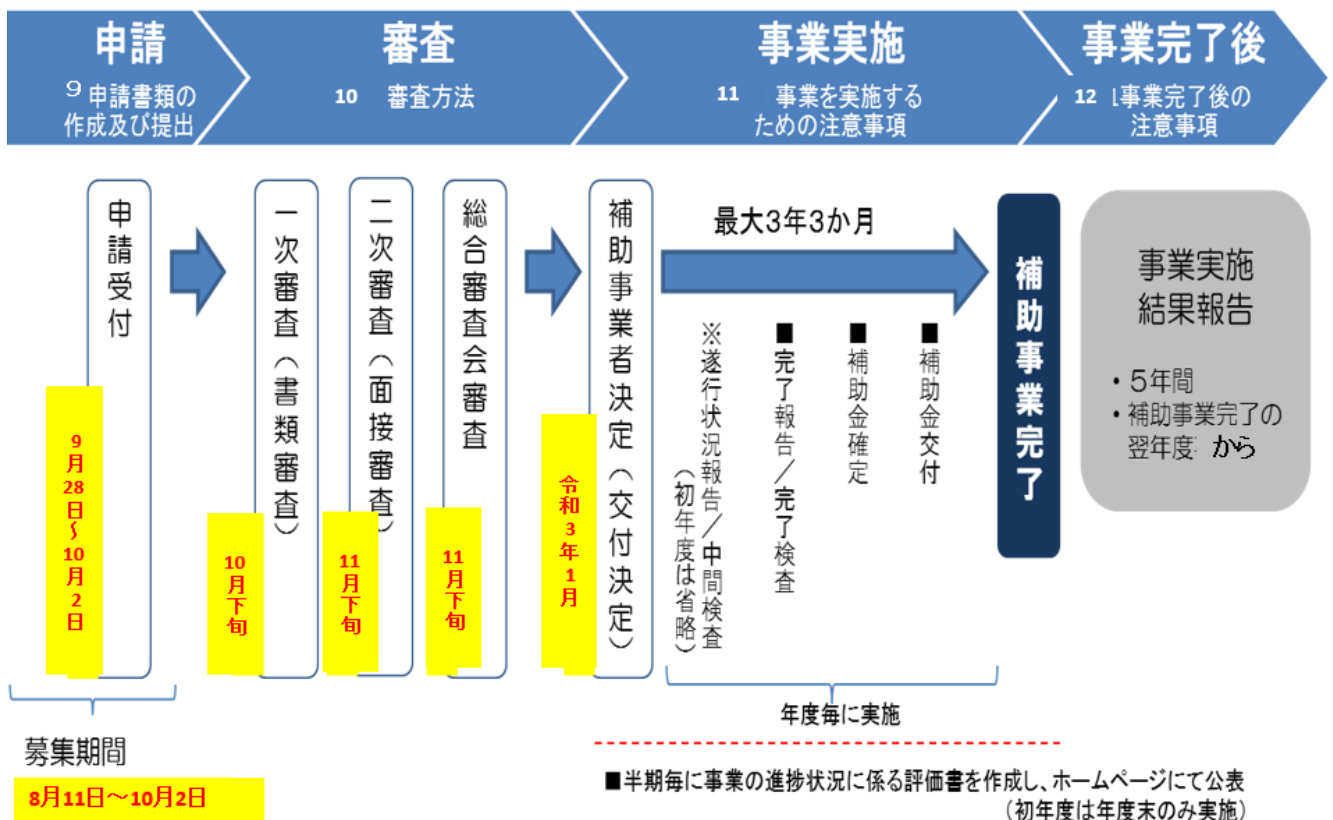 申請
9 申請書類の
作成及び提出
審査
10 審査方法
事業実施
11 事業を実施する
ための注意事項
事業完了後
12 事業完了後の
注意事項
申請受付
9月28日~10月2日
一次審査(書類審査)
10月下旬
二次審査(面接審査)
11月下旬
総合審査会審査
11月下旬
補助事業者決定(交付決定)
令和3年1月
最大3年3か月
※遂行状況報告/中間検査
(初年度は省略)
■完了報告/完了検査
■補助金確定
■補助金交付
補助事業完了
事業実施
結果報告
・5年間
・補助事業完了の
翌年度 から
年度毎に実施
募集期間
8月11日~10月2日
■半期毎に事業の進捗状況に係る評価書を作成し、ホームページにて公表
(初年度は年度末のみ実施)